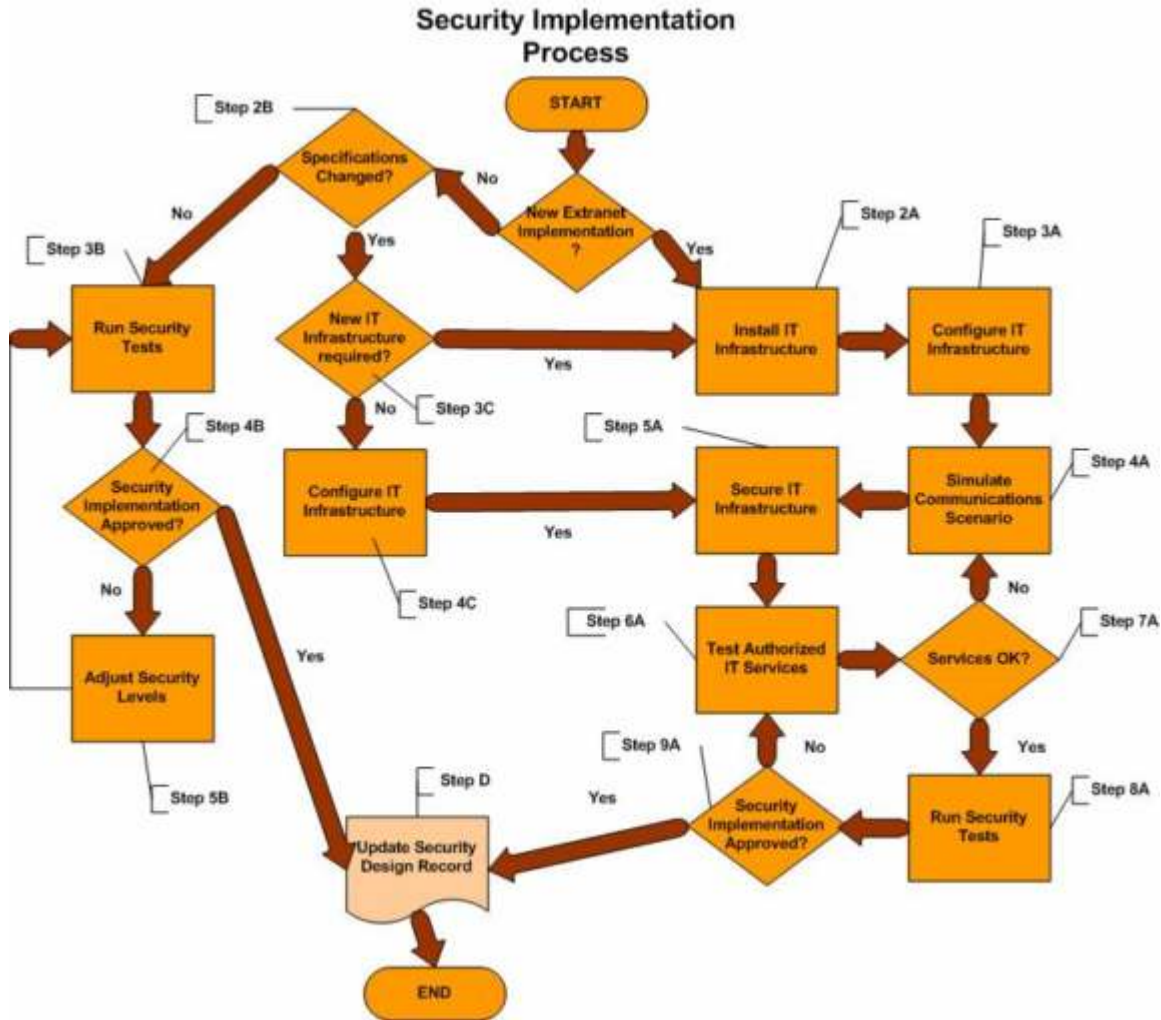 Security Implementation
Process
START
Step 2B
Specifications
Changed?
No
No
New Extranet
Implementation
?
Yes
Step 2A
Step 3A
Step 3B
Yes
Run Security
Tests
New IT
Infrastructure
required?
Yes
Install IT
Infrastructure
Configure IT
Infrastructure
No
Step 3C
Step 4B
Step 5A
Security
Implementation
Approved?
Configure IT
Infrastructure
Yes
Secure IT
Infrastructure
Simulate
Communications
Scenario
Step 4A
No
Step 4C
No
Step 6A
Step 7A
Adjust Security
Levels
Yes
Test Authorized
IT Services
Services OK?
Step 5B
Step 9A
No
Yes
Step D
Yes
Step 8A
Update Security
Design Record
Security
Implementation
Approved?
Run Security
Tests
END